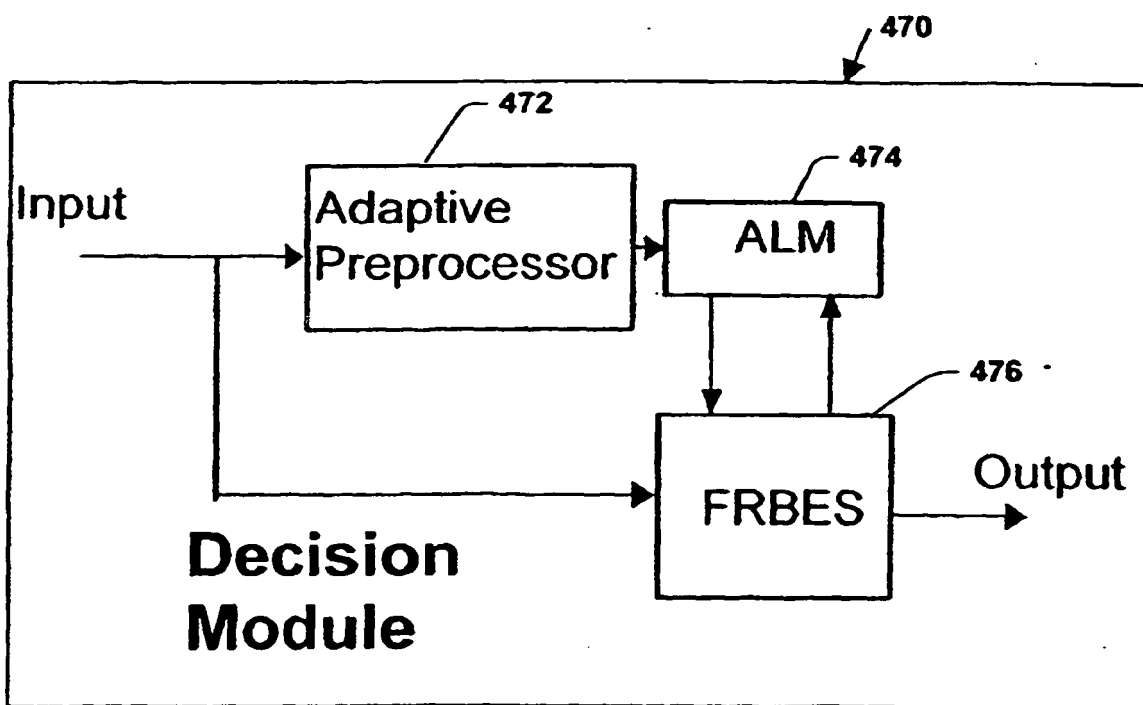 470
472
474
Input
Adaptive
Preprocessor
ALM
476
FRBES
Output
Decision
Module